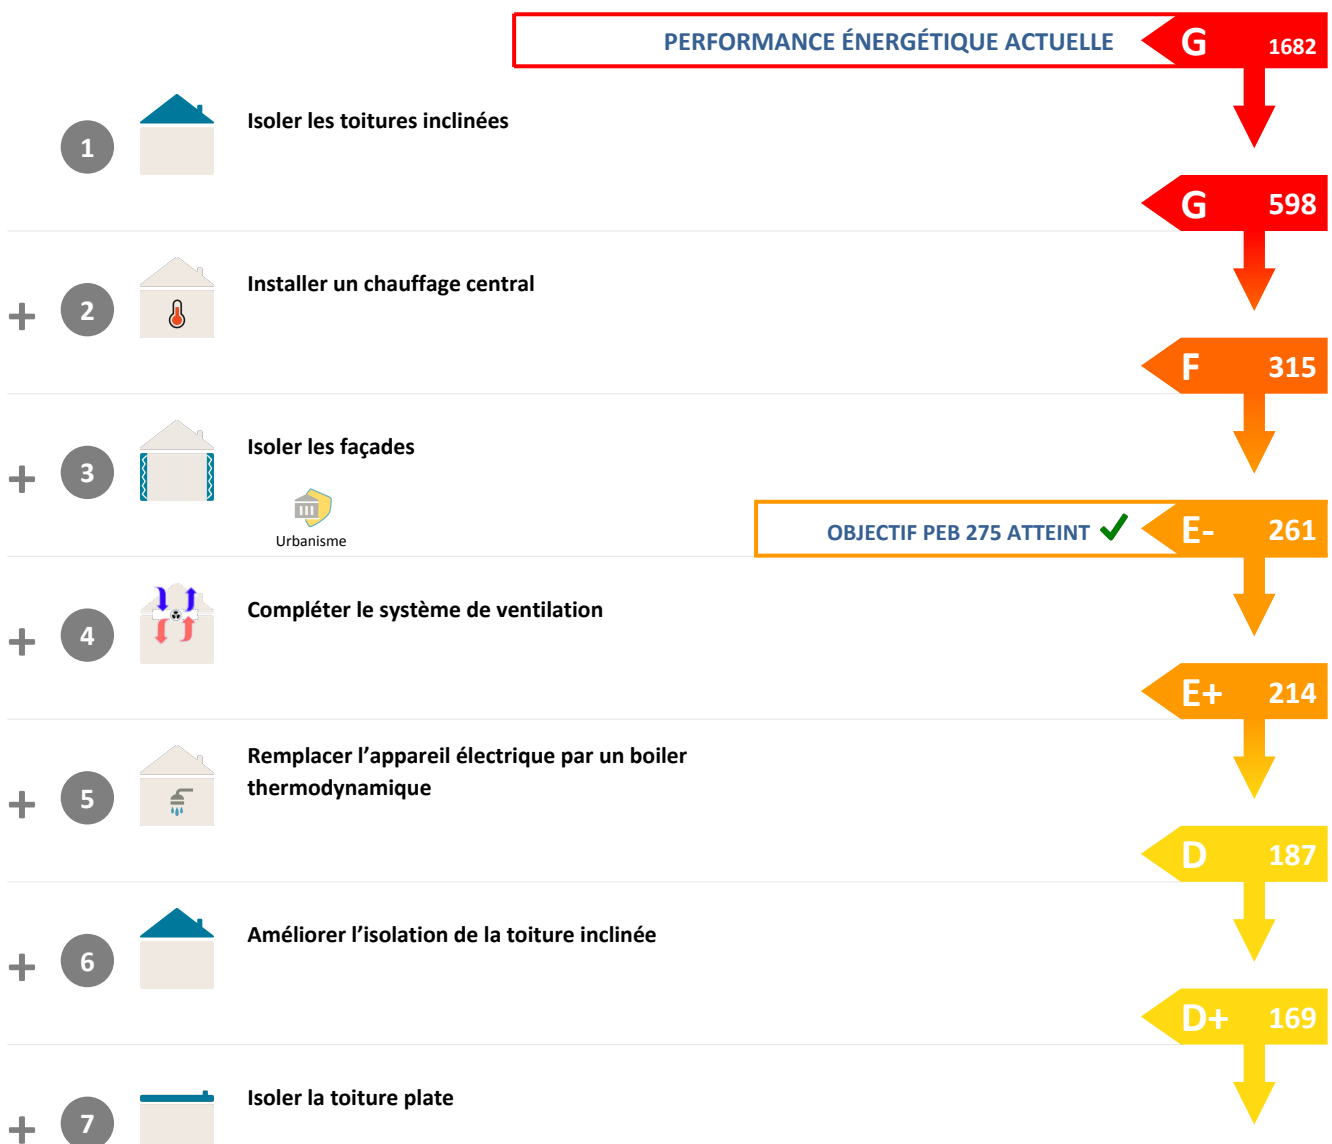 PERFORMANCE ÉNERGÉTIQUE ACTUELLE G 1682
1 Isoler les toitures inclinées
G 598
+ 2 Installer un chauffage central
F 315
+ 3 Isoler les façades
Urbanisme
OBJECTIF PEB 275 ATTEINT E- 261
+ 4 Compléter le système de ventilation
E+ 214
+ 5 Remplacer l’appareil électrique par un boiler
thermodynamique
D 187
+ 6 Améliorer l’isolation de la toiture inclinée
D+ 169
+ 7 Isoler la toiture plate